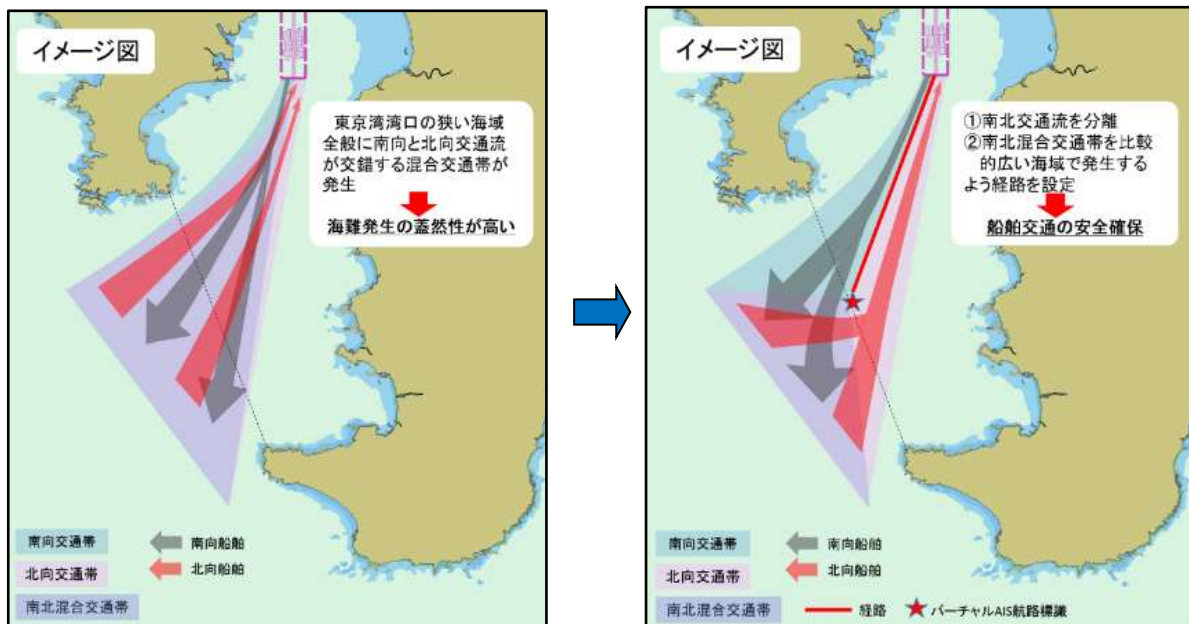 イメージ図
東京湾湾口の狭い海域
全般に南向と北向交通流
が交錯する混合交通帯が
発生
海難発生の蓋然性が高い
南向交通帯
南向船舶
北向交通帯
北向船舶
南北混合交通帯
イメージ図
①南北交通流を分離
②南北混合交通帯を比較
的広い海域で発生する
よう経路を設定
船舶交通の安全確保
南向交通帯
南向船舶
北向交通帯
北向船舶
南北混合交通帯
経路
バーチャルAIS航路標識